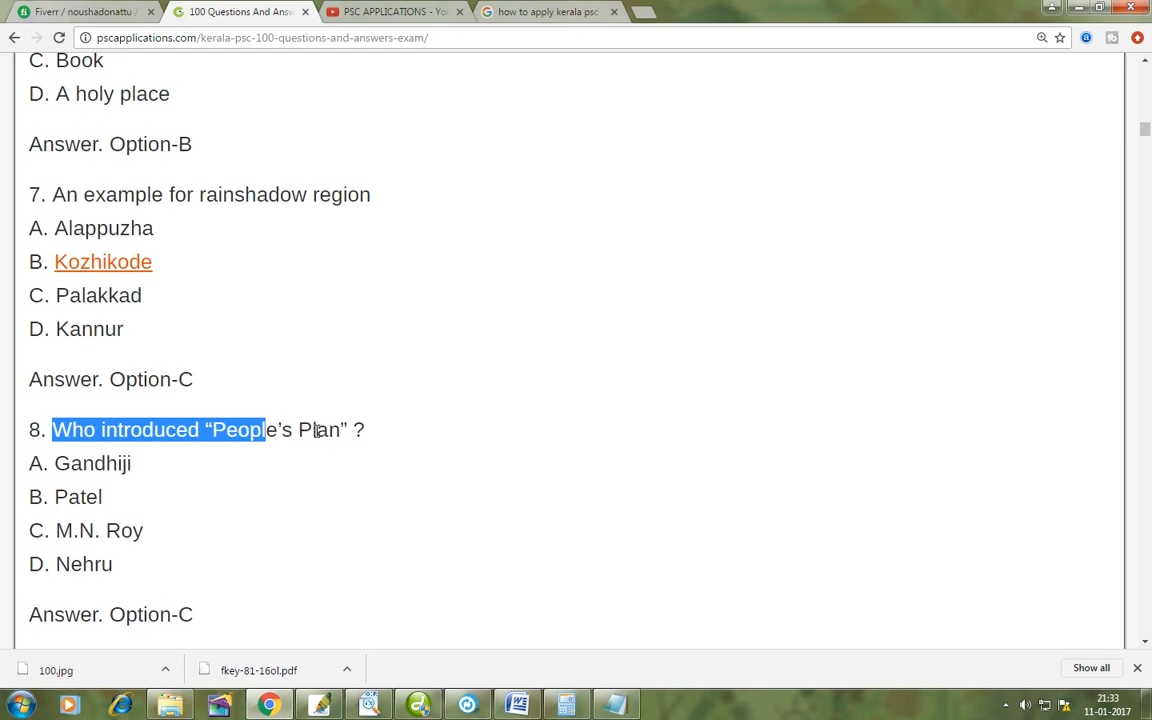 Fiverr / noushadonattu /
100 Questions And Answ
PSC APPLICATIONS - Yo
how to apply kerala psc
pscapplications.com/kerala-psc-100-questions-and-answers-exam/
C. Book
D. A holy place
Answer. Option-B
7. An example for rainshadow region
A. Alappuzha
B. Kozhikode
C. Palakkad
D. Kannur
Answer. Option-C
8. Who introduced “People’s Plan” ?
A. Gandhiji
B. Patel
C. M.N. Roy
D. Nehru
Answer. Option-C
100.jpg
fkey-81-16ol.pdf
Show all
21:33
11-01-2017